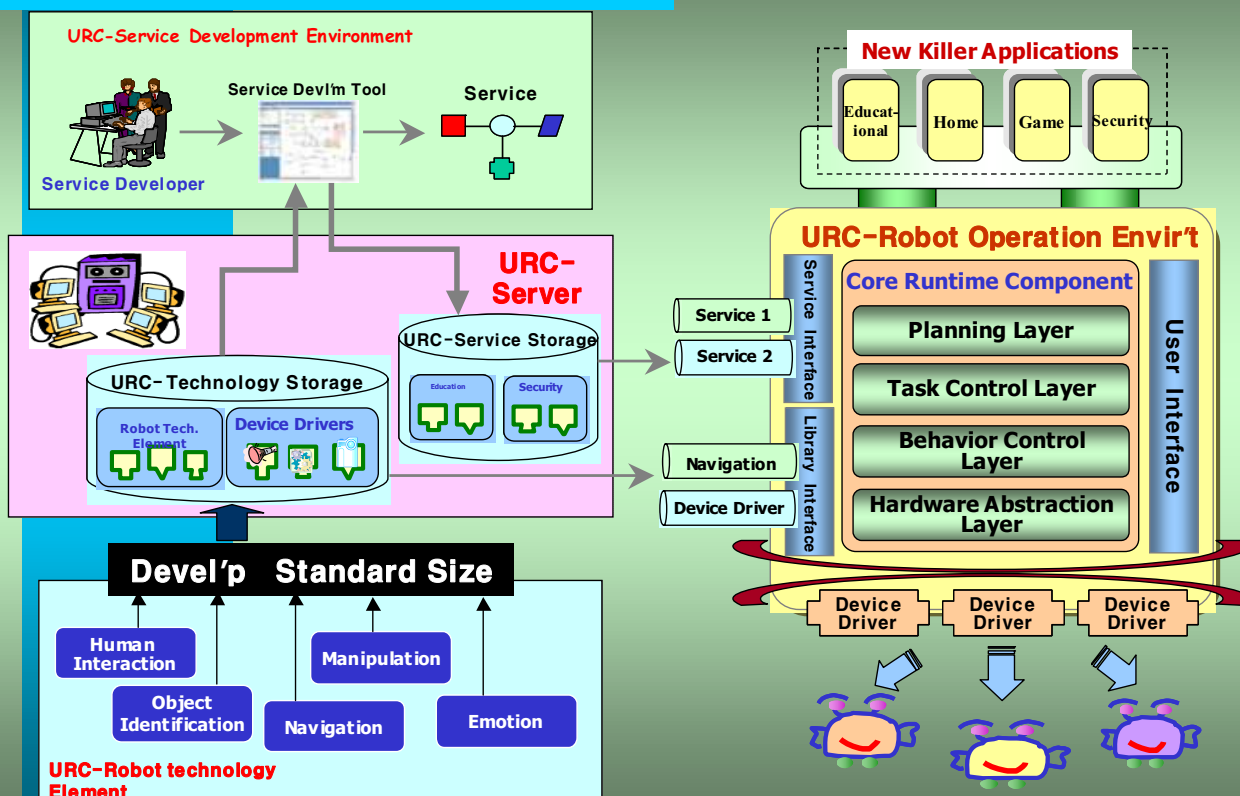 URC-Service Development Environment
Service Devl'm Tool
Service
Service Developer
URC-
Server
URC-Service Storage
Education
Security
URC-Technology Storage
Robot Tech.
Element
Device Drivers
Devel'p Standard Size
Human
Interaction
Manipulation
Object
Identification
Navigation
Emotion
URC-Robot technology
Element
New Killer Applications
Educat-
ional
Home
Game
Security
URC-Robot Operation Envir't
Service Interface
Library Interface
Service 1
Service 2
Navigation
Device Driver
Core Runtime Component
Planning Layer
Task Control Layer
Behavior Control
Layer
Hardware Abstraction
Layer
User Interface
Device
Driver
Device
Driver
Device
Driver